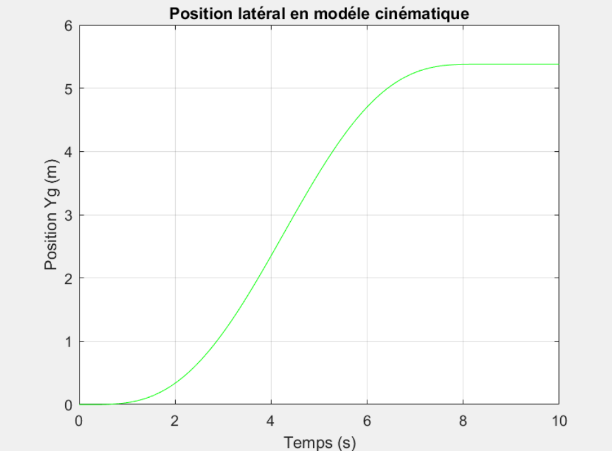 Position latéral en modéle cinématique
6
5
4
3
2
1
0
Position Yg (m)
0 2 4 6 8 10
Temps (s)